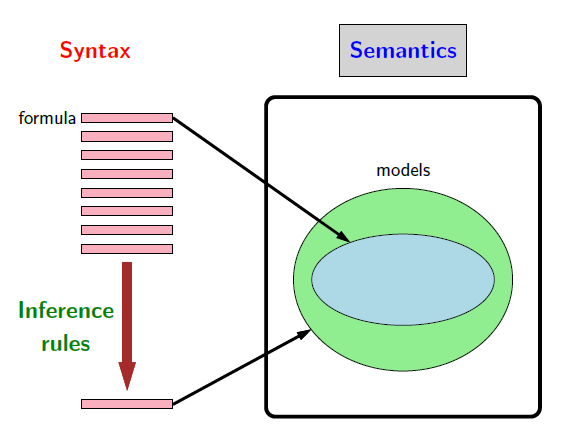 Syntax
Semantics
formula
models
Inference
rules